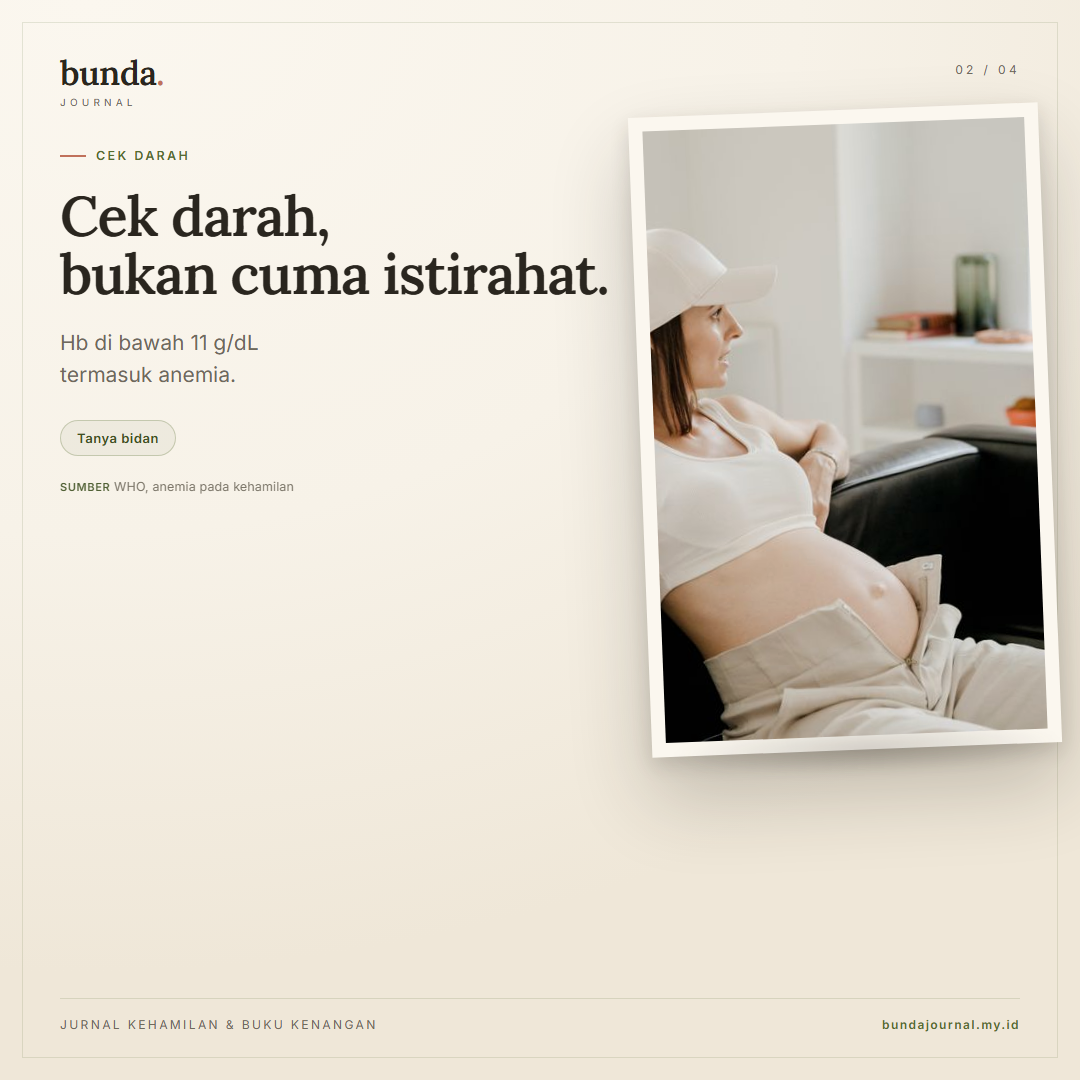 bunda.
JOURNAL
02 / 04
CEK DARAH
Cek darah,
bukan cuma istirahat.
Hb di bawah 11 g/dL
termasuk anemia.
Tanya bidan
SUMBER WHO, anemia pada kehamilan
JURNAL KEHAMILAN & BUKU KENANGAN
bundajournal.my.id